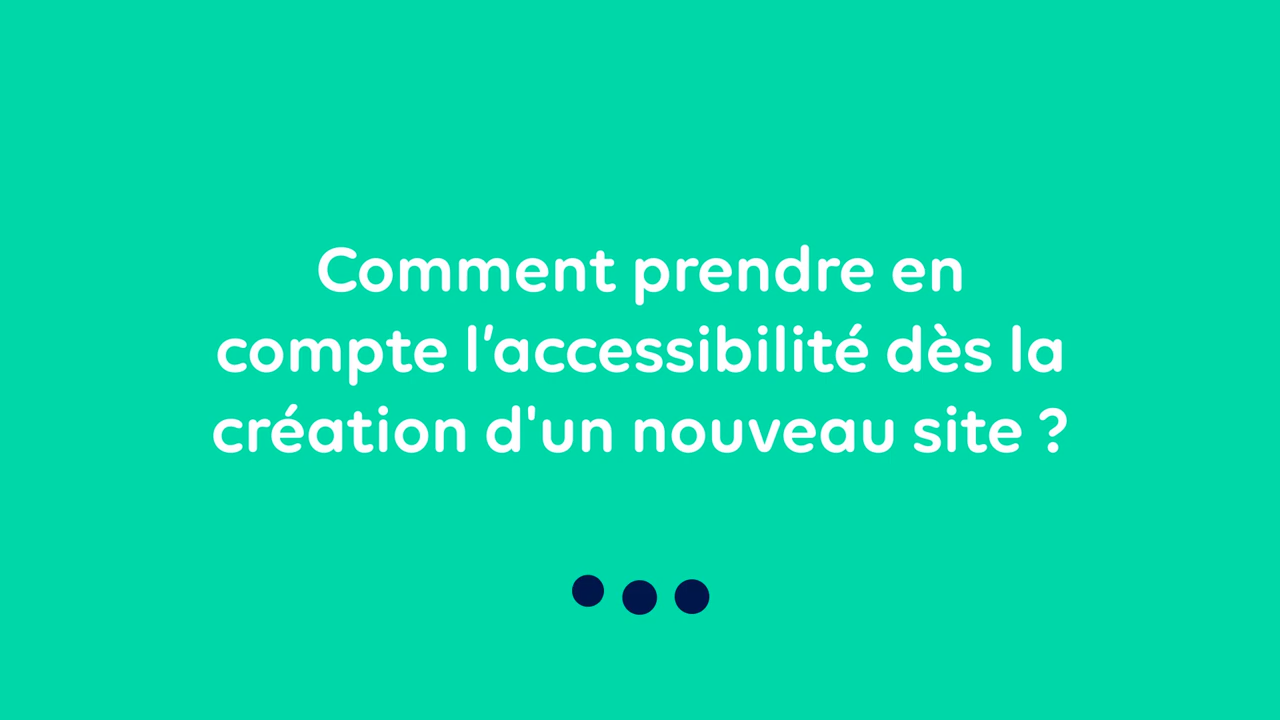 Comment prendre en
compte l’accessibilité dès la
création d'un nouveau site ?